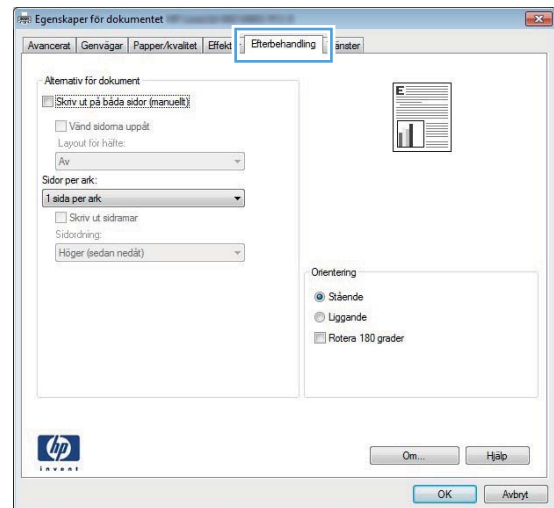 Egenskaper för dokumentet
Avancerat Genvägar Papper/kvalitet Effekt Efterbehandling änster
Alternativ för dokument
Skriv ut på båda sidor (manuellt)
Vänd sidorna uppåt
Layout för häfte:
Av
Sidor per ark:
1 sida per ark
Skriv ut sidramar
Sidordning:
Höger (sedan nedåt)
E
Orientering
Stående
Liggande
Rotera 180 grader
hp
invent
Om... Hjälp
OK Avbryt